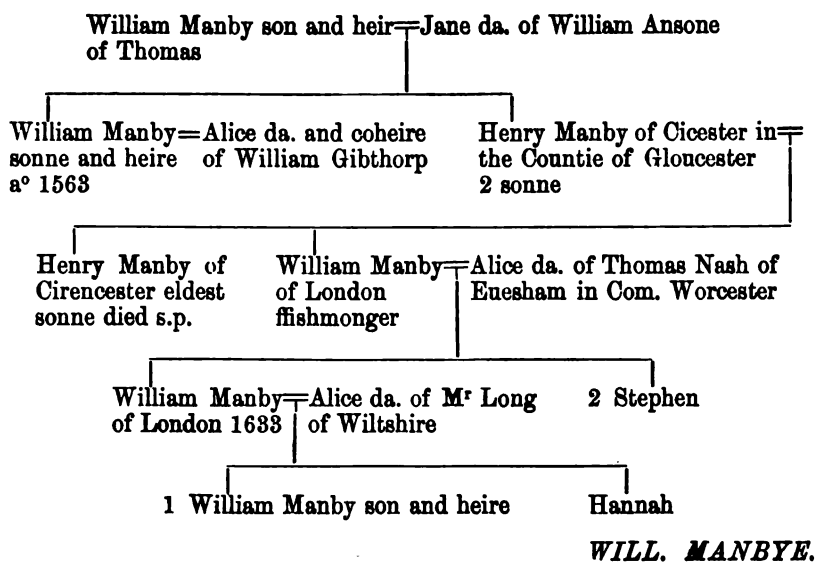 William Manby son and heir=Jane da. of William Ansone
of Thomas
William Manby=Alice da. and coheire
sonne and heire of William Gibthorp
aº 1563
Henry Manby of Cicester in=
the Countie of Gloucester
2 sonne
Henry Manby of
Cirencester eldest
sonne died s.p.
William Manby=Alice da. of Thomas Nash of
of London Euesham in Com. Worcester
ffishmonger
William Manby=Alice da. of Mʳ Long
of London 1633 of Wiltshire
2 Stephen
1 William Manby son and heire
Hannah
WILL. MANBYE.